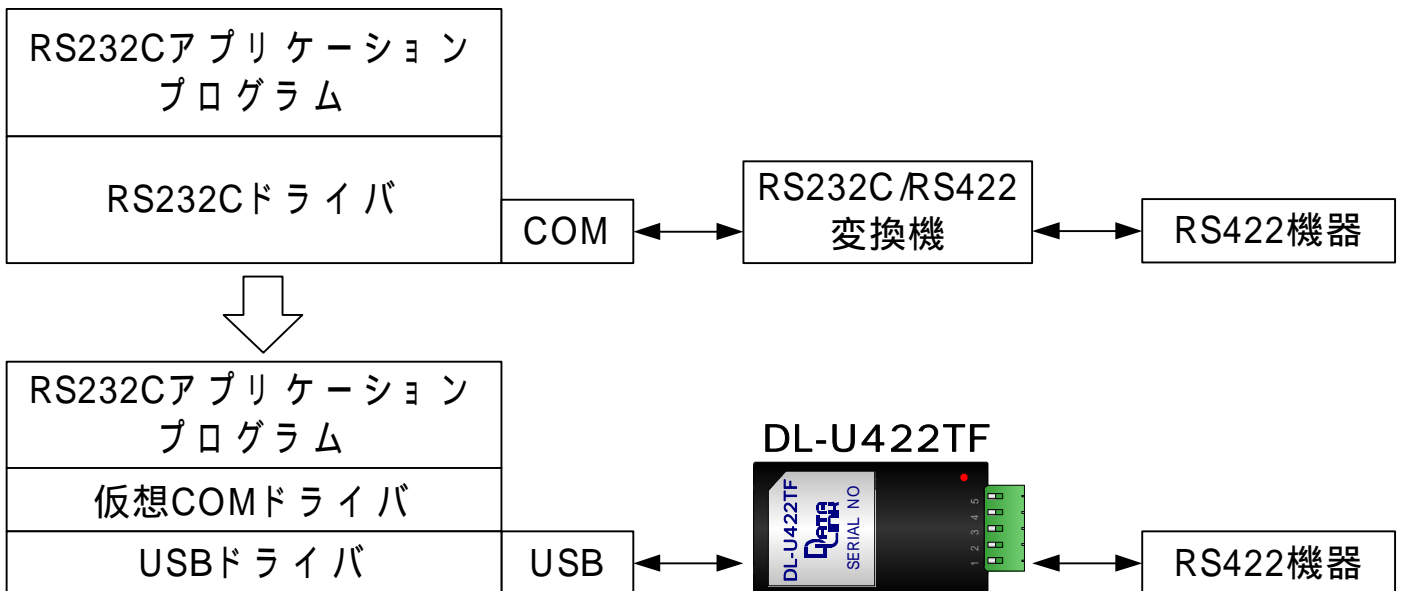 RS232Cアプリケーション
プログラム
RS232Cドライバ
COM
RS232C/RS422
変換機
RS422機器
RS232Cアプリケーション
プログラム
仮想COMドライバ
USBドライバ
USB
DL-U422TF
DL-U422TF
DATA
LINK
SERIAL NO
1 2 3 4 5
RS422機器